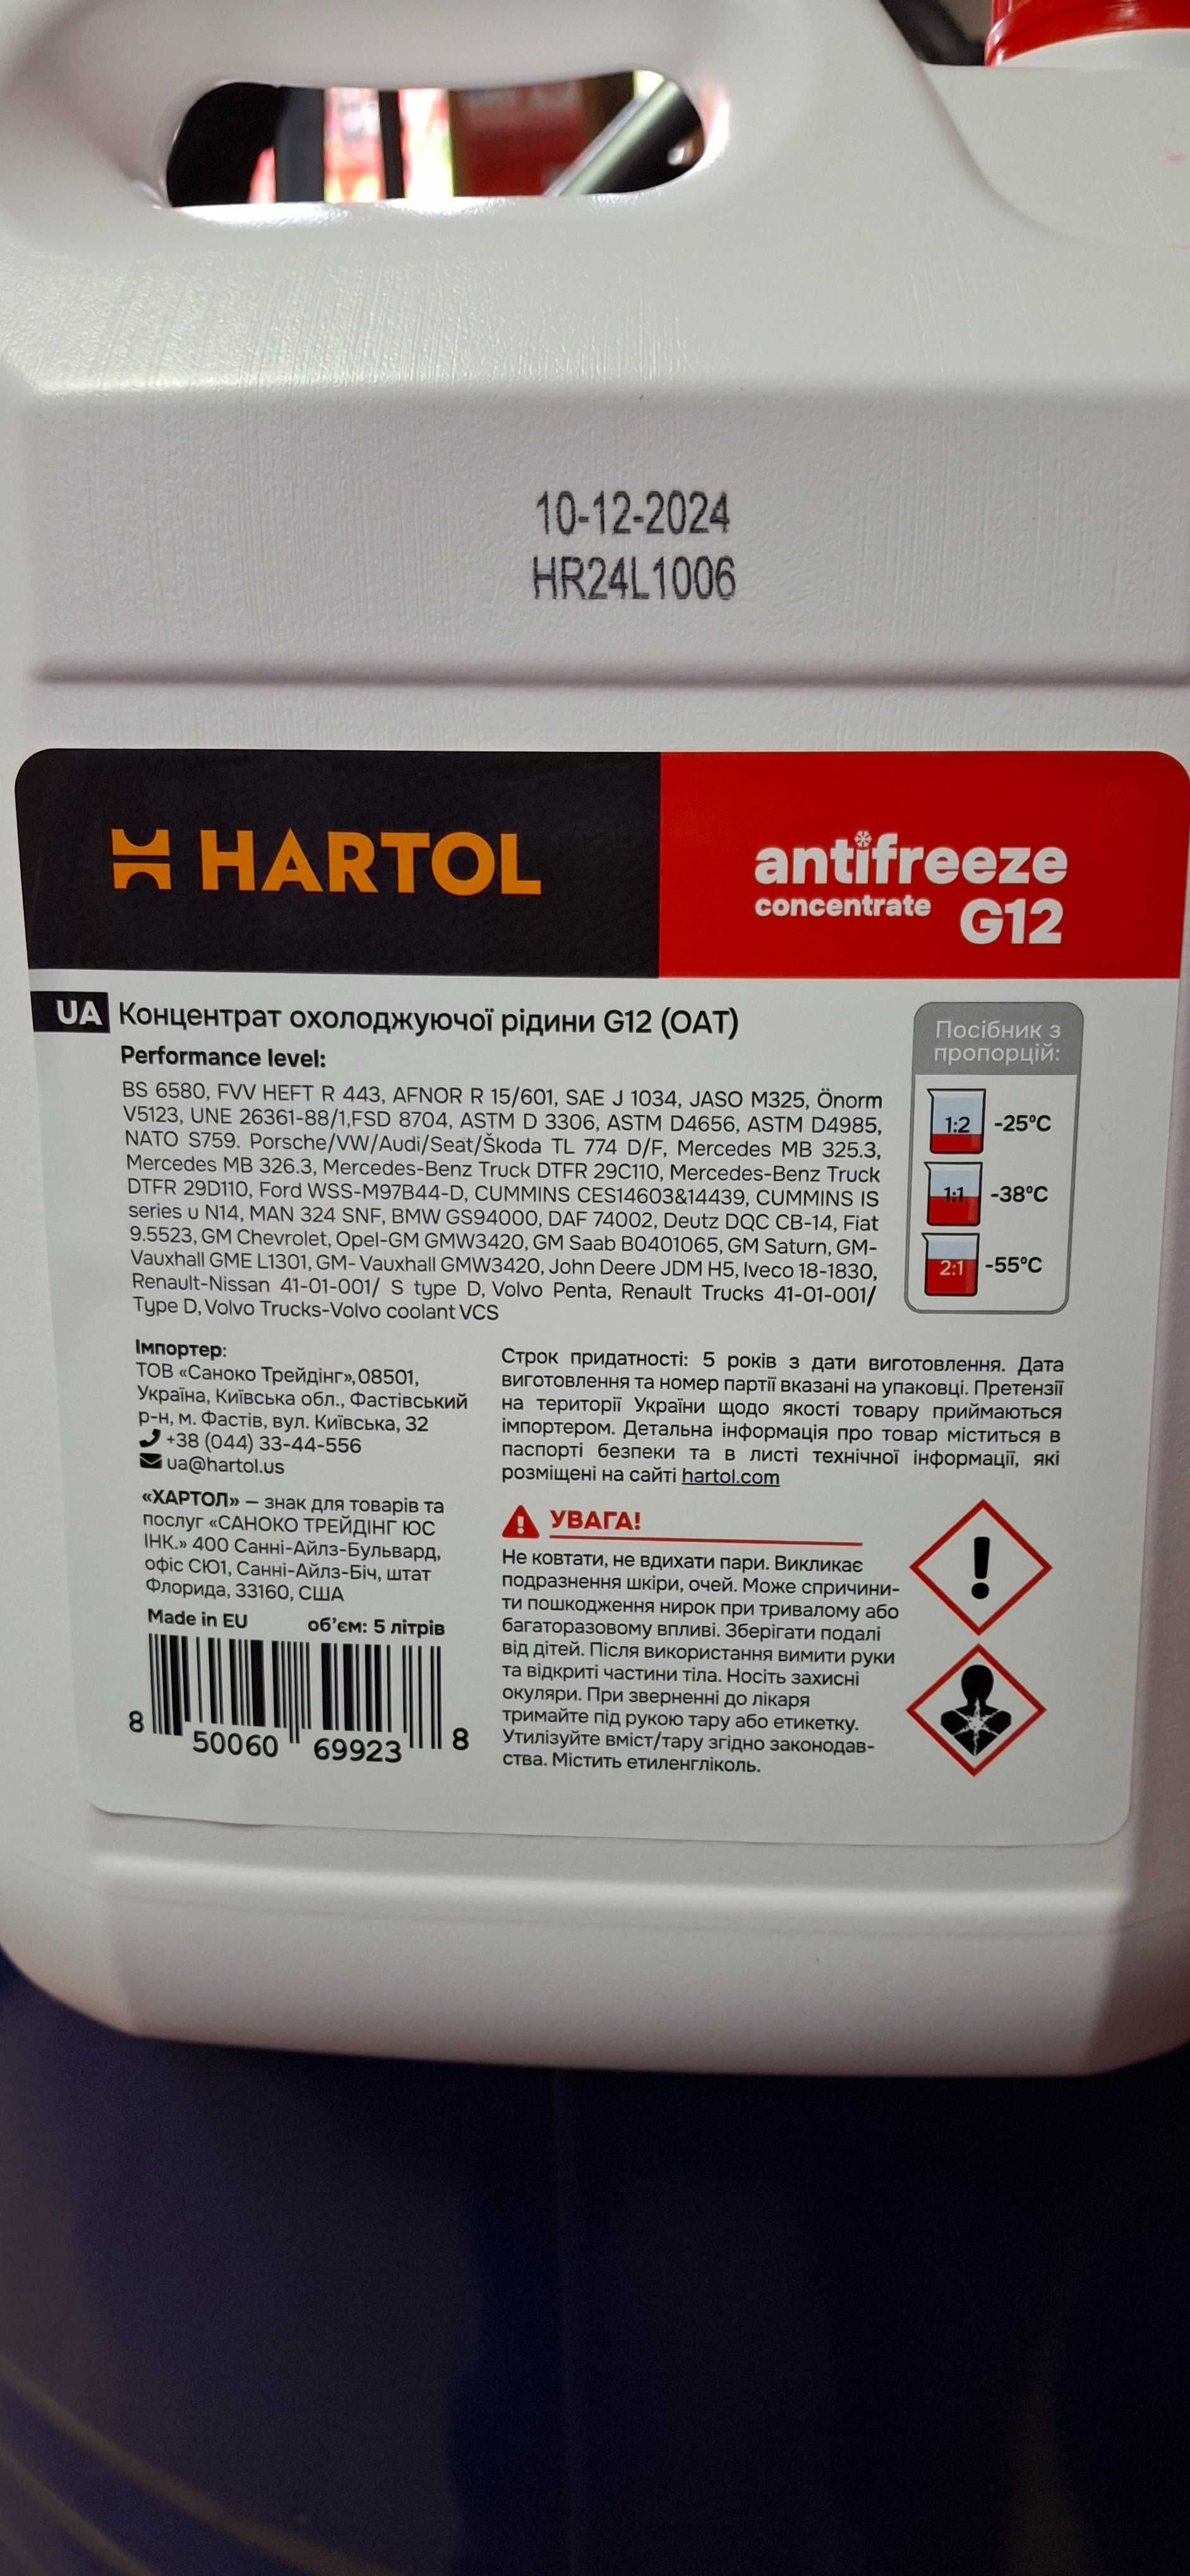 10-12-2024
HR24L1006
HARTOL
antifreeze
concentrate G12
UA Концентрат охолоджуючої рідини G12 (OAT)
Performance level:
BS 6580, FVV HEFT R 443, AFNOR R 15/601, SAE J 1034, JASO M325, Önorm
V5123, UNE 26361-88/1,FSD 8704, ASTM D 3306, ASTM D4656, ASTM D4985,
NATO S759. Porsche/VW/Audi/Seat/Škoda TL 774 D/F, Mercedes MB 325.3,
Mercedes MB 326.3, Mercedes-Benz Truck DTFR 29C110, Mercedes-Benz Truck
DTFR 29D110, Ford WSS-M97B44-D, CUMMINS CES14603&14439, CUMMINS IS
series u N14, MAN 324 SNF, BMW GS94000, DAF 74002, Deutz DQC CB-14, Fiat
9.5523, GM Chevrolet, Opel-GM GMW3420, GM Saab B0401065, GM Saturn, GM-
Vauxhall GME L1301, GM- Vauxhall GMW3420, John Deere JDM H5, Iveco 18-1830,
Renault-Nissan 41-01-001/ S type D, Volvo Penta, Renault Trucks 41-01-001/
Type D, Volvo Trucks-Volvo coolant VCS
Посібник з
пропорцій:
1:2 -25°C
1:1 -38°C
2:1 -55°C
Імпортер:
ТОВ «Саноко Трейдінг», 08501,
Україна, Київська обл., Фастівський
р-н, м. Фастів, вул. Київська, 32
+38 (044) 33-44-556
ua@hartol.us
«ХАРТОЛ» – знак для товарів та
послуг «САНОКО ТРЕЙДІНГ ЮС
ІНК.» 400 Санні-Айлз-Бульвард,
офіс СЮ1, Санні-Айлз-Біч, штат
Флорида, 33160, США
Made in EU об'єм: 5 літрів
8 50060 69923 8
Строк придатності: 5 років з дати виготовлення. Дата
виготовлення та номер партії вказані на упаковці. Претензії
на території України щодо якості товару приймаються
імпортером. Детальна інформація про товар міститься в
паспорті безпеки та в листі технічної інформації, які
розміщені на сайті hartol.com
УВАГА!
Не ковтати, не вдихати пари. Викликає
подразнення шкіри, очей. Може спричини-
ти пошкодження нирок при тривалому або
багаторазовому впливі. Зберігати подалі
від дітей. Після використання вимити руки
та відкриті частини тіла. Носіть захисні
окуляри. При зверненні до лікаря
тримайте під рукою тару або етикетку.
Утилізуйте вміст/тару згідно законодав-
ства. Містить етиленгліколь.